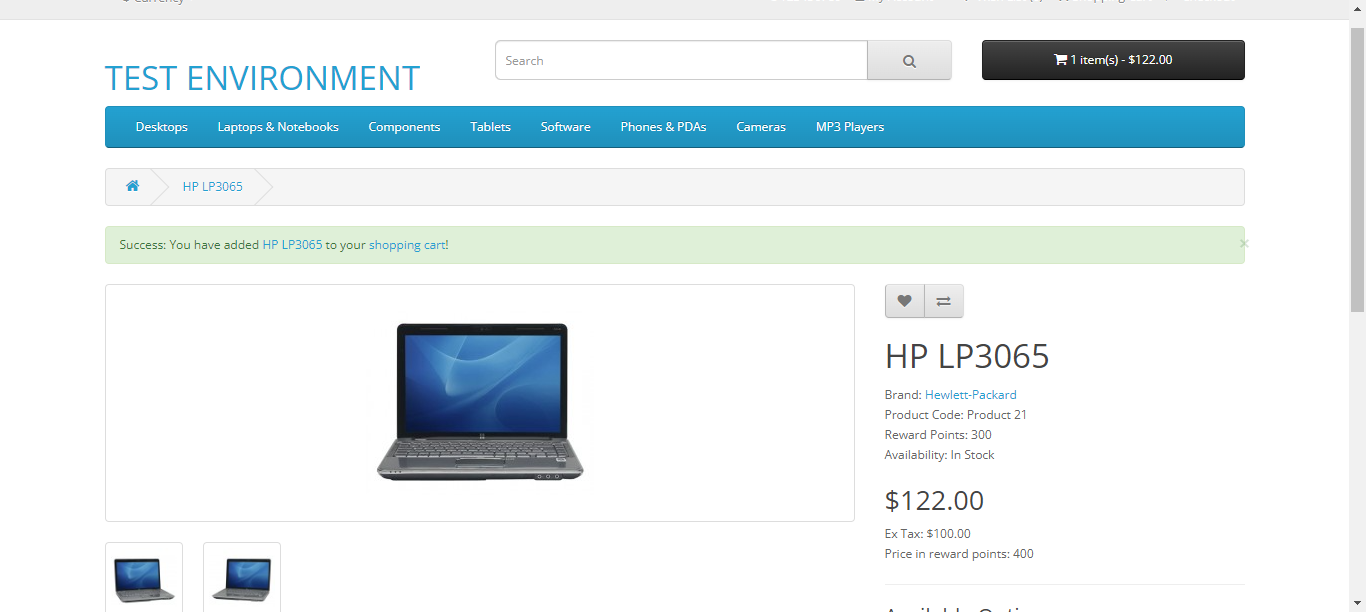 Currency
Search
1 item(s) - $122.00
TEST ENVIRONMENT
Desktops Laptops & Notebooks Components Tablets Software Phones & PDAs Cameras MP3 Players
HP LP3065
Success: You have added HP LP3065 to your shopping cart!
×
HP LP3065
Brand: Hewlett-Packard
Product Code: Product 21
Reward Points: 300
Availability: In Stock
$122.00
Ex Tax: $100.00
Price in reward points: 400